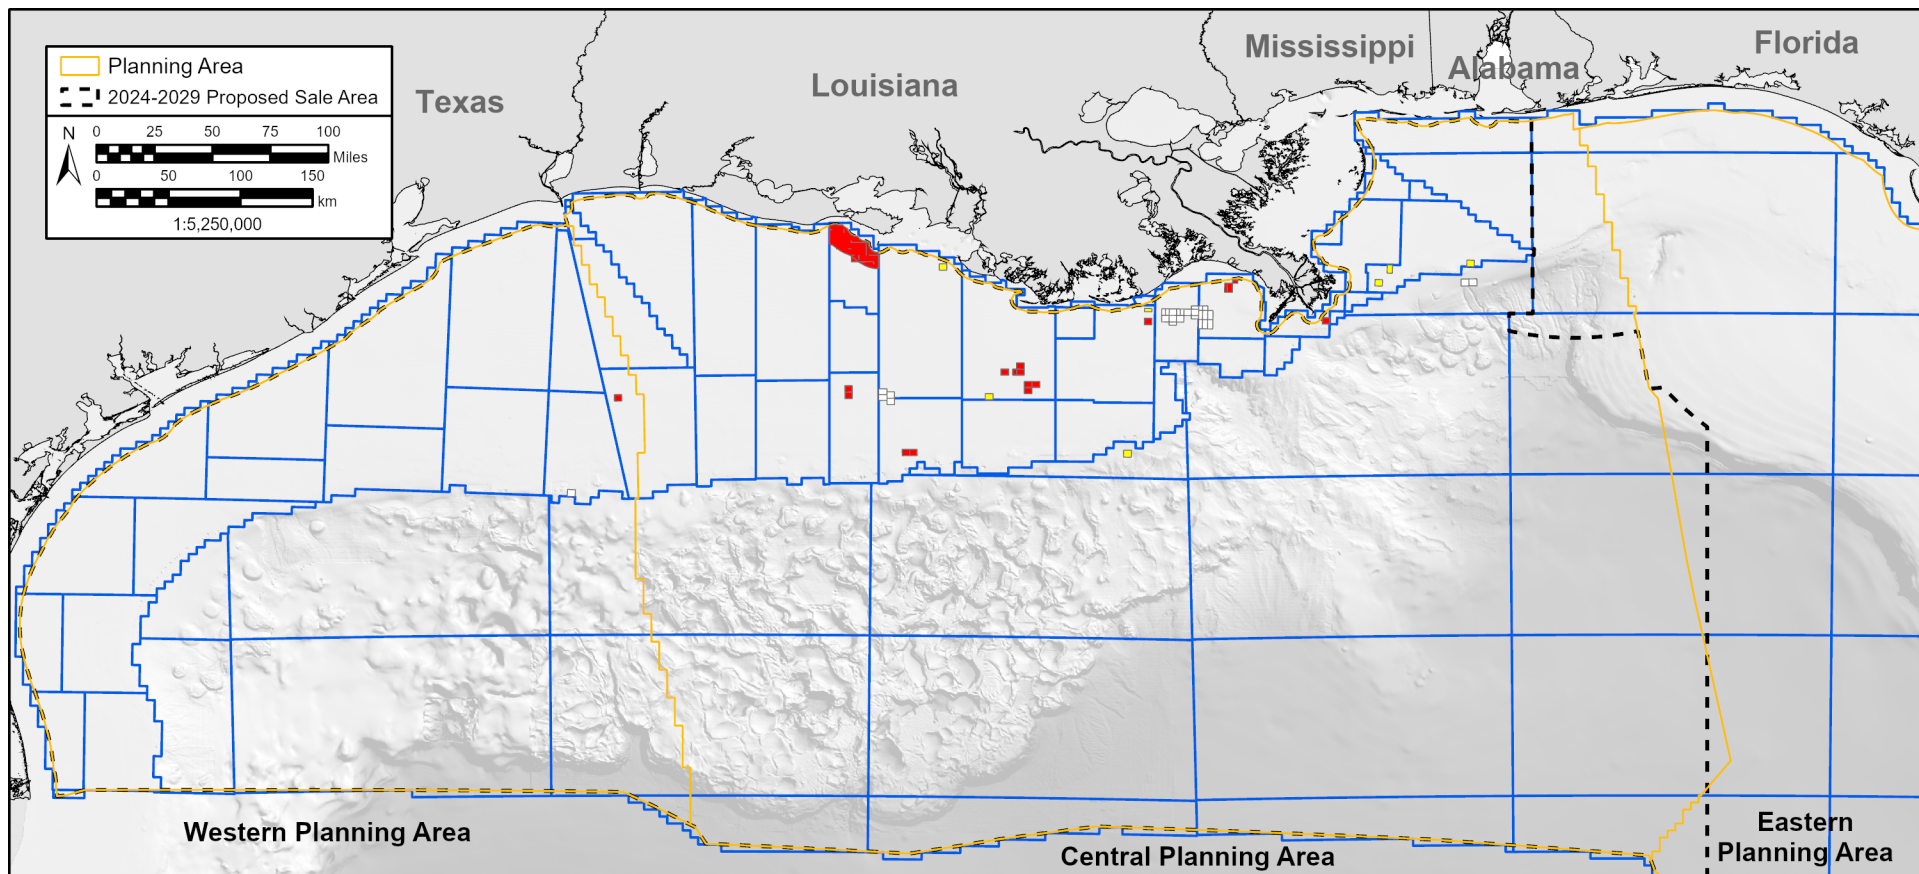 Mississippi
Florida
Alabama
Louisiana
Texas
Planning Area
2024-2029 Proposed Sale Area
N
0 25 50 75 100
Miles
0 50 100 150
km
1:5,250,000
Western Planning Area
Central Planning Area
Eastern
Planning Area